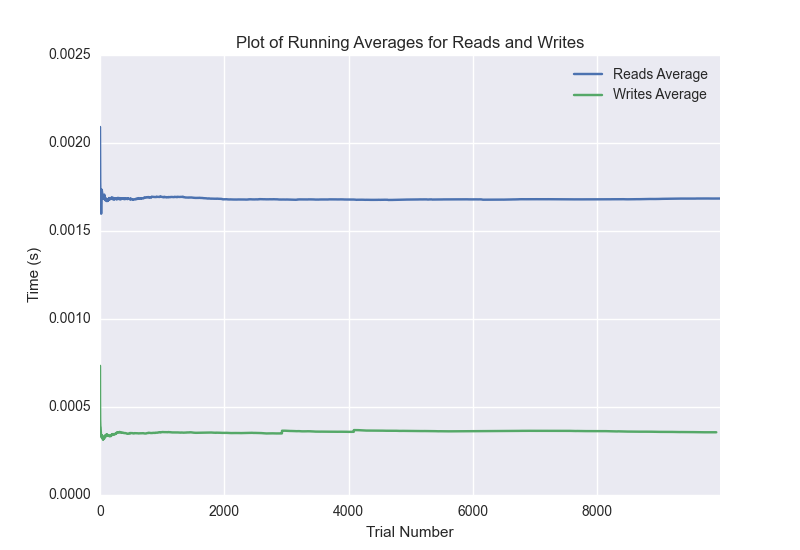 Plot of Running Averages for Reads and Writes
0.0025
Reads Average
Writes Average
0.0020
0.0015
Time (s)
0.0010
0.0005
0.0000
0 2000 4000 6000 8000
Trial Number